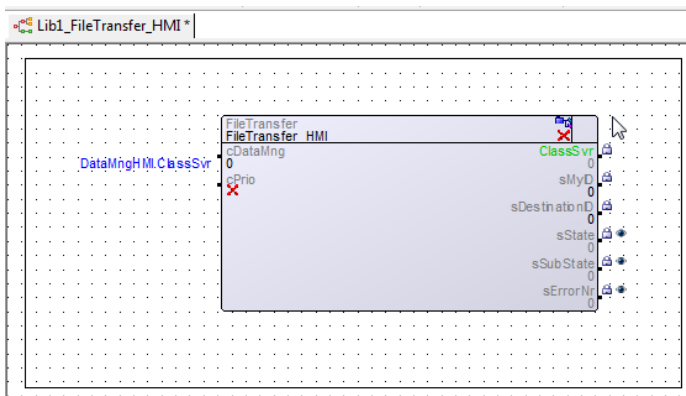 Lib1_FileTransfer_HMI *
FileTransfer
FileTransfer_HMI
DataMngHMI.ClassSvr
cDataMng
0
cPrio
ClassSvr
0
sMyID
0
sDestinationID
0
sState
0
sSubState
0
sErrorNr
0